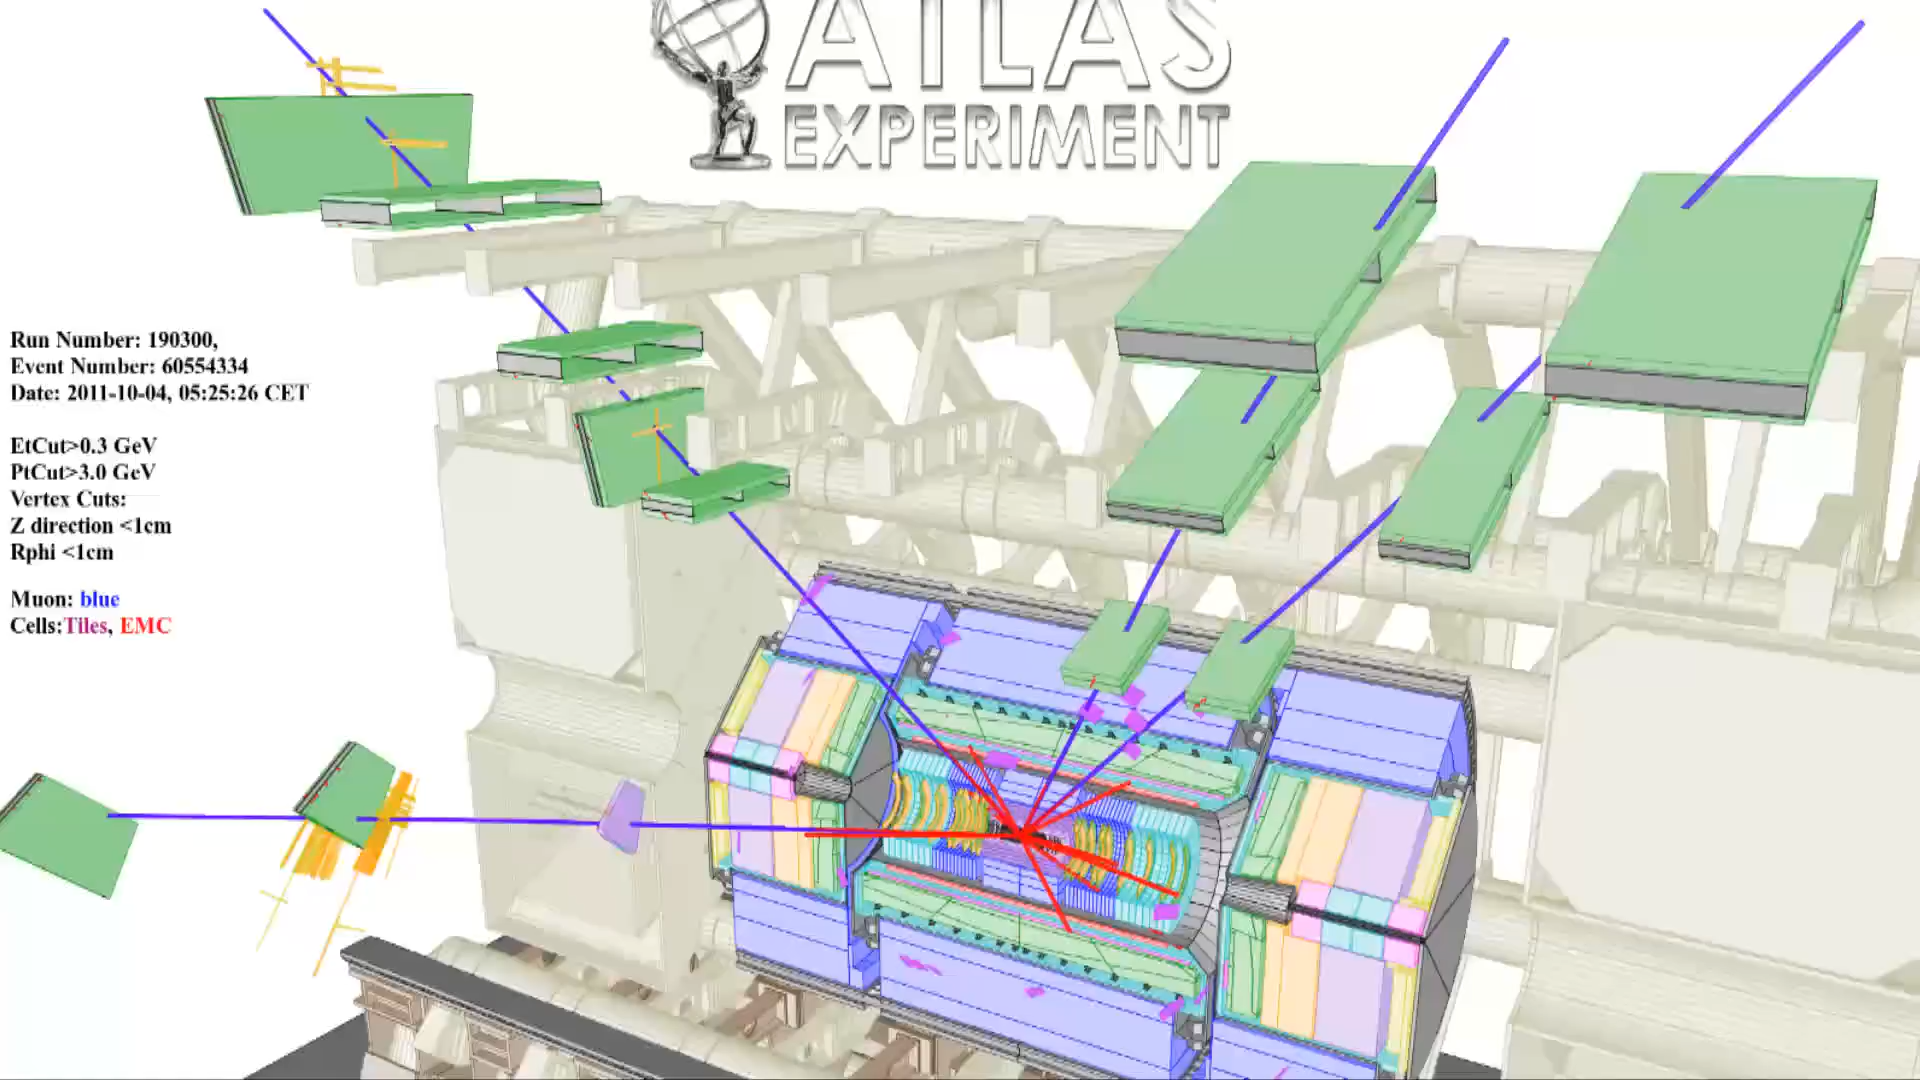 ATLAS
EXPERIMENT
Run Number: 190300,
Event Number: 60554334
Date: 2011-10-04, 05:25:26 CET
EtCut>0.3 GeV
PtCut>3.0 GeV
Vertex Cuts:
Z direction <1cm
Rphi <1cm
Muon: blue
Cells:Tiles, EMC